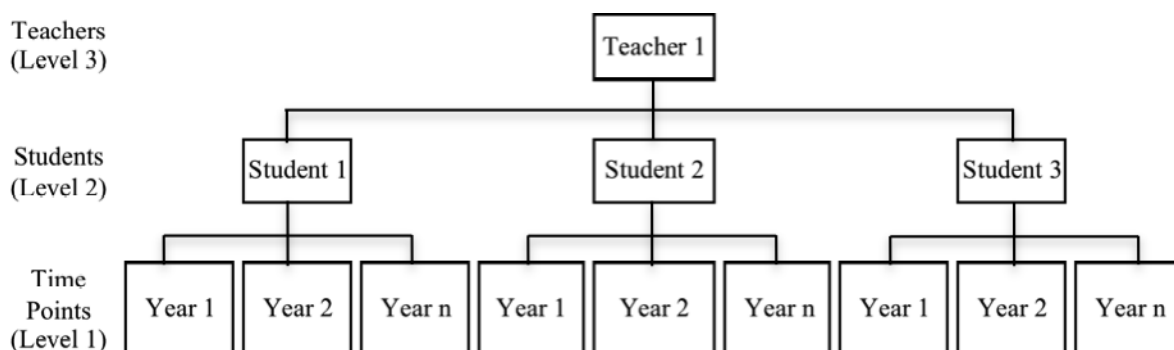 Teachers
(Level 3)
Teacher 1
Students
(Level 2)
Student 1
Student 2
Student 3
Time
Points
(Level 1)
Year 1
Year 2
Year n
Year 1
Year 2
Year n
Year 1
Year 2
Year n